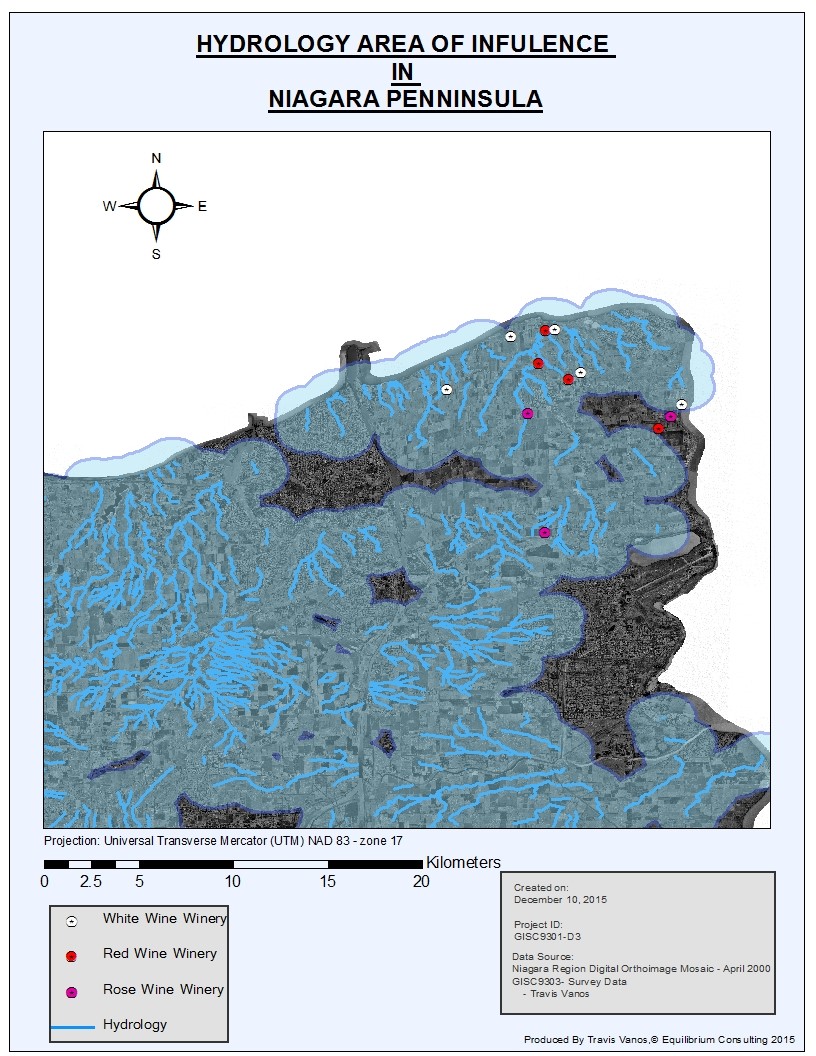 HYDROLOGY AREA OF INFULENCE
IN
NIAGARA PENNINSULA
N
W E
S
Projection: Universal Transverse Mercator (UTM) NAD 83 - zone 17
Kilometers
0 2.5 5 10 15 20
White Wine Winery
Red Wine Winery
Rose Wine Winery
Hydrology
Created on:
December 10, 2015
Project ID:
GISC9301-D3
Data Source:
Niagara Region Digital Orthoimage Mosaic - April 2000
GISC9303- Survey Data
- Travis Vanos
Produced By Travis Vanos,© Equilibrium Consulting 2015